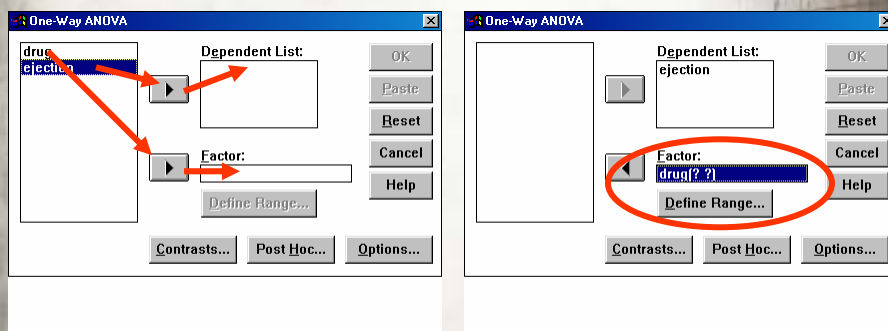 One-Way ANOVA
drug
ejection
Dependent List:
Factor:
Define Range...
OK
Paste
Reset
Cancel
Help
Contrasts...
Post Hoc...
Options...
One-Way ANOVA
Dependent List:
ejection
Factor:
drug(? ?)
Define Range...
OK
Paste
Reset
Cancel
Help
Contrasts...
Post Hoc...
Options...